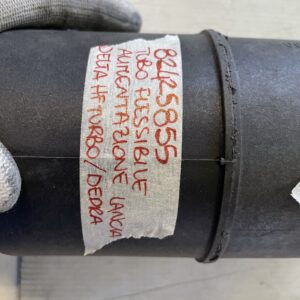 82425855
TUBO FLESSIBILE
ALIMENTAZIONE LANCIA
DELTA HF TURBO/DEDRA